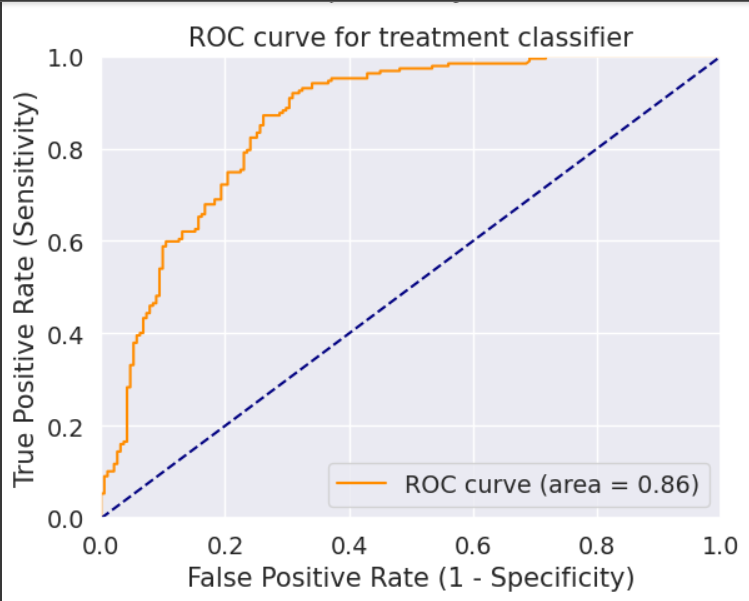 ROC curve for treatment classifier
1.0
0.8
0.6
0.4
0.2
0.0
True Positive Rate (Sensitivity)
ROC curve (area = 0.86)
0.0 0.2 0.4 0.6 0.8 1.0
False Positive Rate (1 - Specificity)